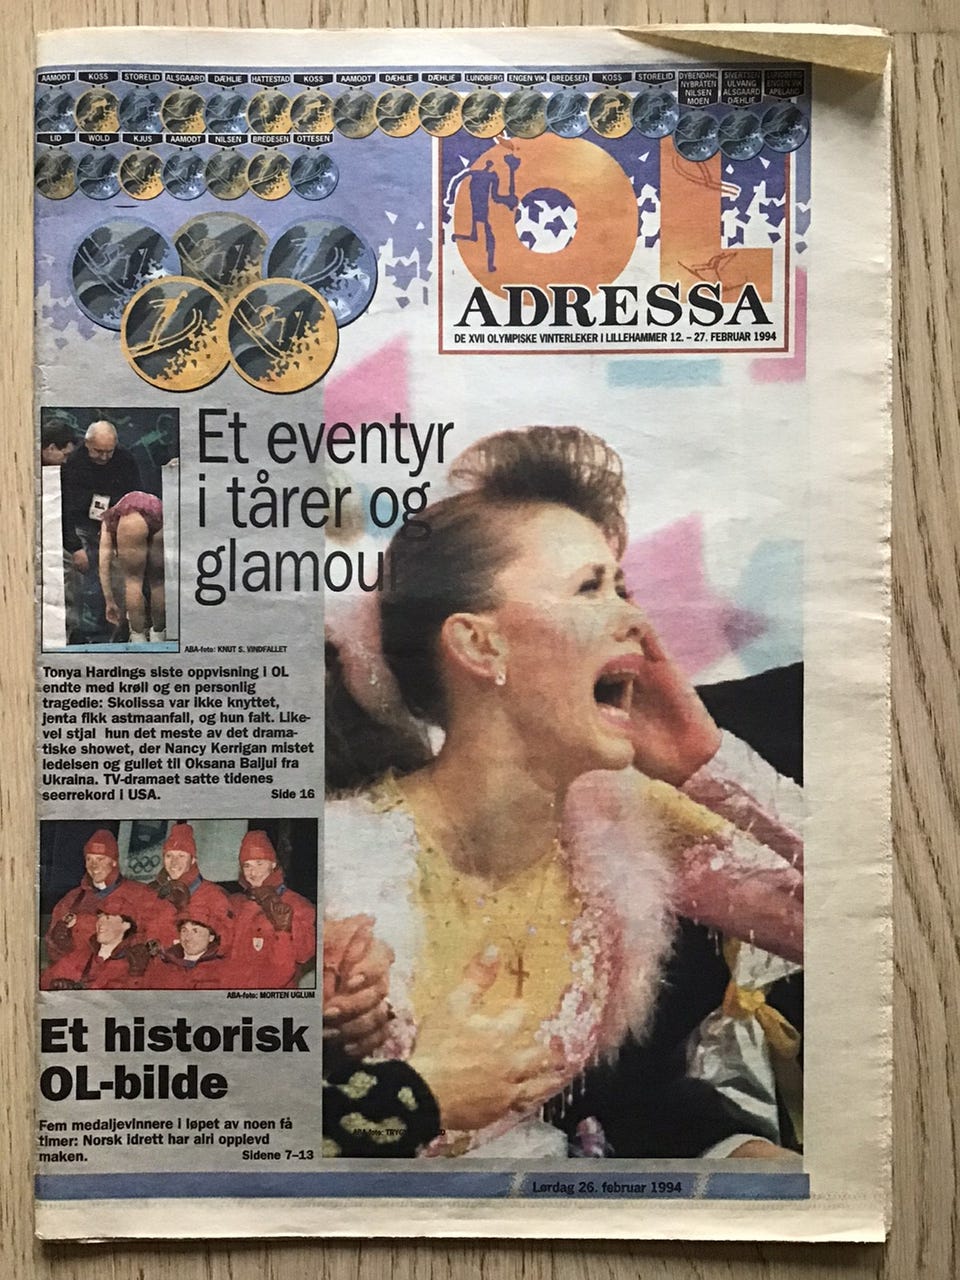 AAMODT KOSS STORELID ALSGAARD DÆHLIE HATTESTAD KOSS AAMODT DÆHLIE DÆHLIE LUNDBERG ENGEN VIK BREDESEN KOSS STORELID
DYBENDAHL
NYBRÅTEN
NILSEN
MOEN
SIVERTSEN
ULVANG
ALSGAARD
DÆHLIE
LUNDBERG
ENGEN VIK
APELAND
LID WOLD KJUS AAMODT NILSEN BREDESEN OTTESEN
OL
ADRESSA
DE XVII OLYMPISKE VINTERLEKER I LILLEHAMMER 12. – 27. FEBRUAR 1994
Et eventyr
i tårer og
glamour
ABA-foto: KNUT S. VINDFALLET
Tonya Hardings siste oppvisning i OL
endte med krøll og en personlig
tragedie: Skolissa var ikke knyttet,
jenta fikk astmaanfall, og hun falt. Like-
vel stjal hun det meste av det drama-
tiske showet, der Nancy Kerrigan mistet
ledelsen og gullet til Oksana Baljul fra
Ukraina. TV-dramaet satte tidenes
seerrekord i USA. Side 16
ABA-foto: MORTEN UGLUM
Et historisk
OL-bilde
Fem medaljevinnere i løpet av noen få
timer: Norsk idrett har alri opplevd
maken. Sidene 7–13
ABA-foto:
Lørdag 26. februar 1994